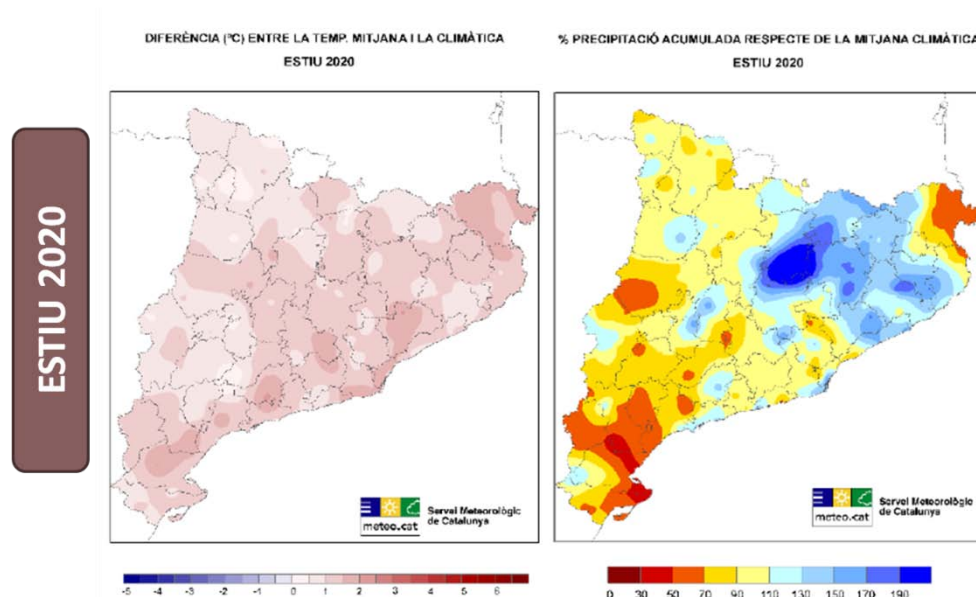 ESTIU 2020
DIFERÈNCIA (ºC) ENTRE LA TEMP. MITJANA I LA CLIMÀTICA
ESTIU 2020
meteo.cat
Servei Meteorològic
de Catalunya
-5 -4 -3 -2 -1 0 1 2 3 4 5 6
% PRECIPITACIÓ ACUMULADA RESPECTE DE LA MITJANA CLIMÀTICA
ESTIU 2020
meteo.cat
Servei Meteorològic
de Catalunya
0 30 50 70 90 110 130 150 170 190